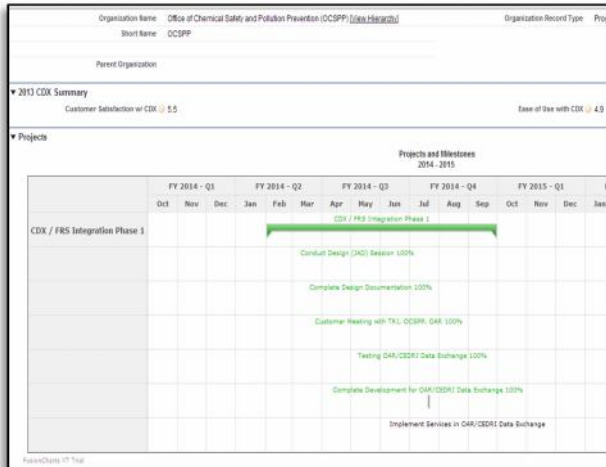 Organization Name Office of Chemical Safety and Pollution Prevention (OCSPP) [View Hierarchy] Organization Record Type Prog
Short Name OCSPP
Parent Organization
▼ 2013 CDX Summary
Customer Satisfaction w/ CDX 5.5 Ease of Use with CDX 4.9
▼ Projects
Projects and Milestones
2014 - 2015
FY 2014 - Q1 FY 2014 - Q2 FY 2014 - Q3 FY 2014 - Q4 FY 2015 - Q1
Oct Nov Dec Jan Feb Mar Apr May Jun Jul Aug Sep Oct Nov Dec Jan
CDX / FRS Integration Phase 1
CDX / FRS Integration Phase 1
Conduct Design (JAD) Session 100%
Complete Design Documentation 100%
Customer Meeting with TRI, OCSPP, OAR 100%
Testing OAR/CEDRI Data Exchange 100%
Complete Development for OAR/CEDRI Data Exchange 100%
Implement Services in OAR/CEDRI Data Exchange
FusionCharts XT Trial